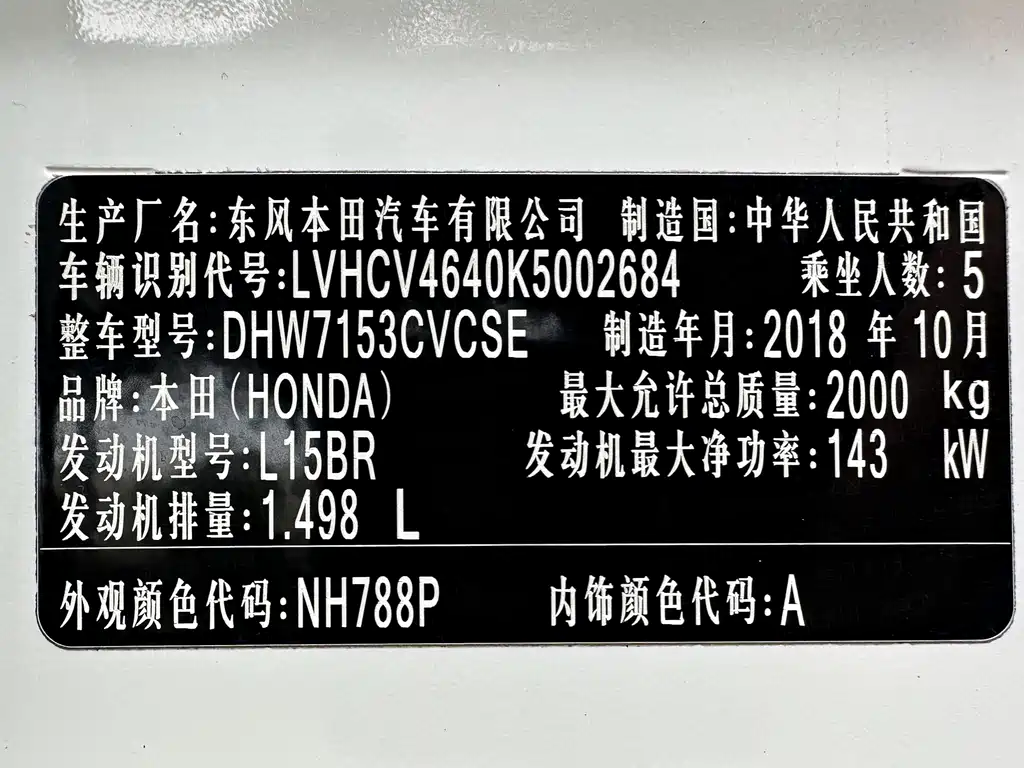 生产厂名:东风本田汽车有限公司 制造国:中华人民共和国
车辆识别代号:LVHCV4640K5002684 乘坐人数:5
整车型号:DHW7153CVCSE 制造年月:2018 年 10 月
品牌:本田(HONDA) 最大允许总质量:2000 kg
发动机型号:L15BR 发动机最大净功率:143 kW
发动机排量:1.498 L
外观颜色代码:NH788P 内饰颜色代码:A